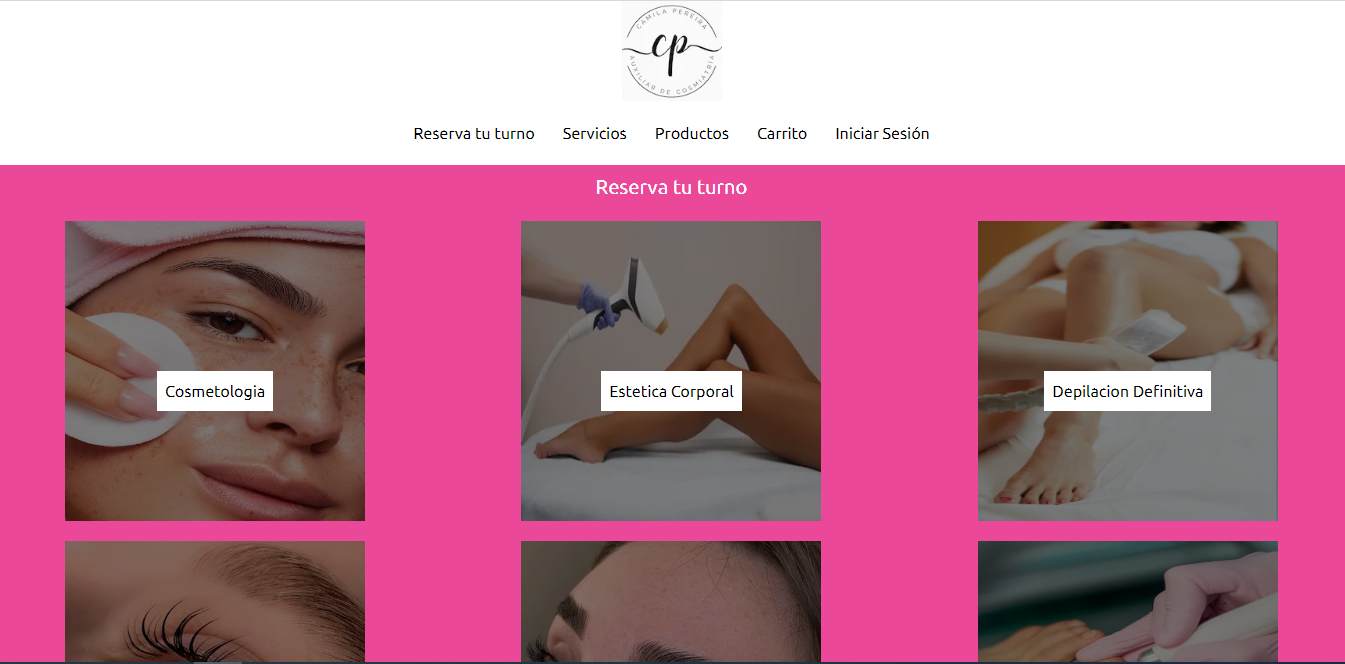 CAMILA PEREIRA
cp
AUXILIAR DE COSMIATRIA
Reserva tu turno Servicios Productos Carrito Iniciar Sesión
Reserva tu turno
Cosmetologia Estetica Corporal Depilacion Definitiva